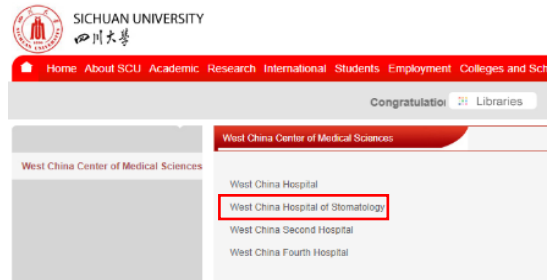 SICHUAN UNIVERSITY
四川大学
Home About SCU Academic Research International Students Employment Colleges and Sch
Congratulatio Libraries
West China Center of Medical Sciences
West China Center of Medical Sciences
West China Hospital
West China Hospital of Stomatology
West China Second Hospital
West China Fourth Hospital